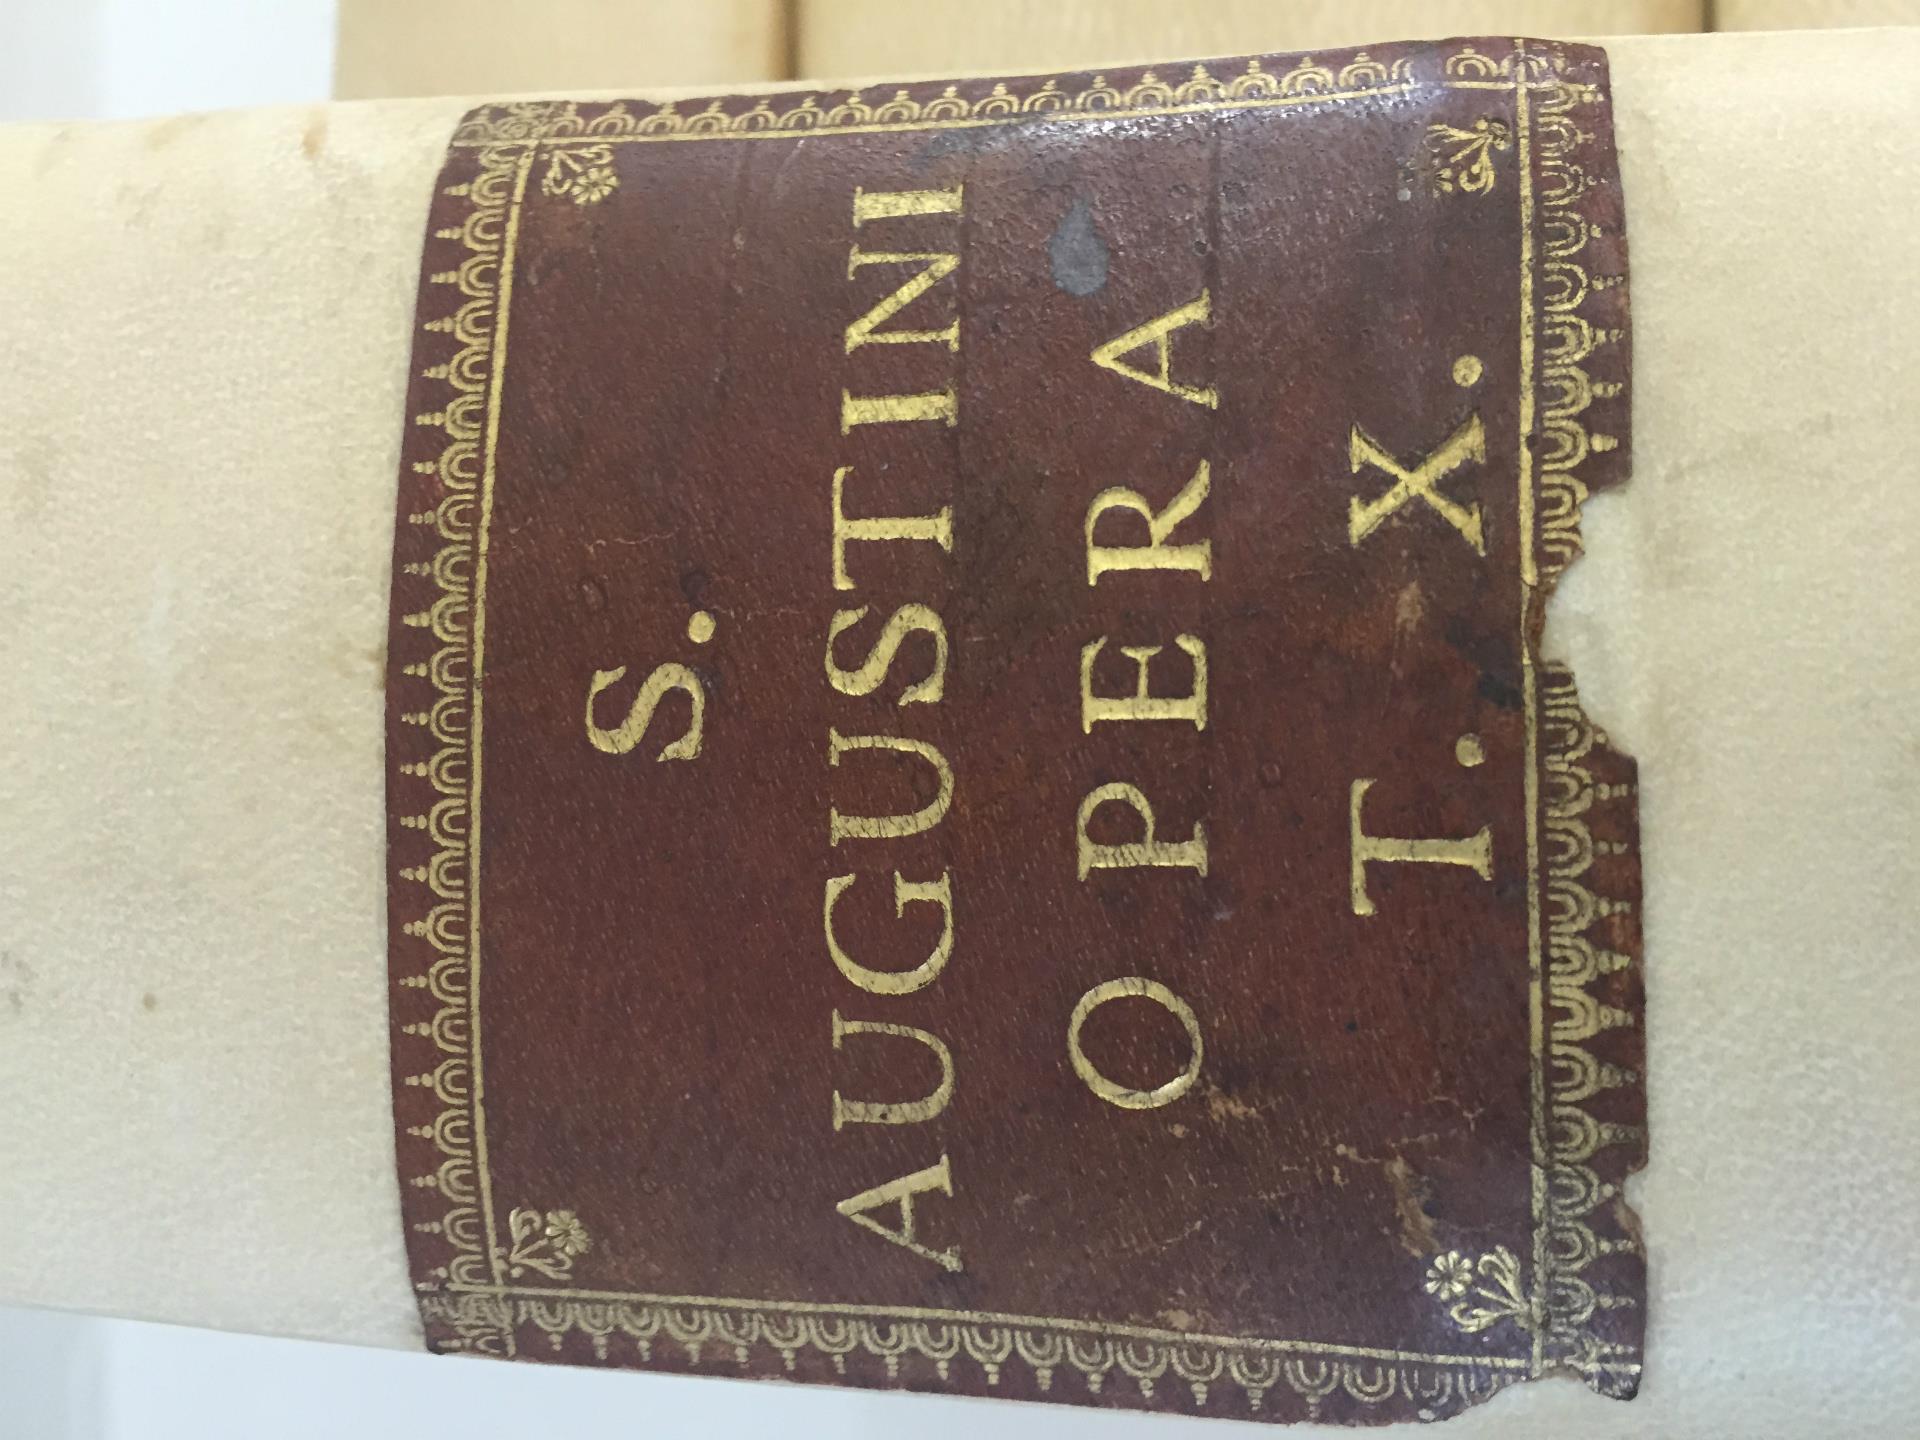 S.
AUGUSTINI
OPERA
T. X.